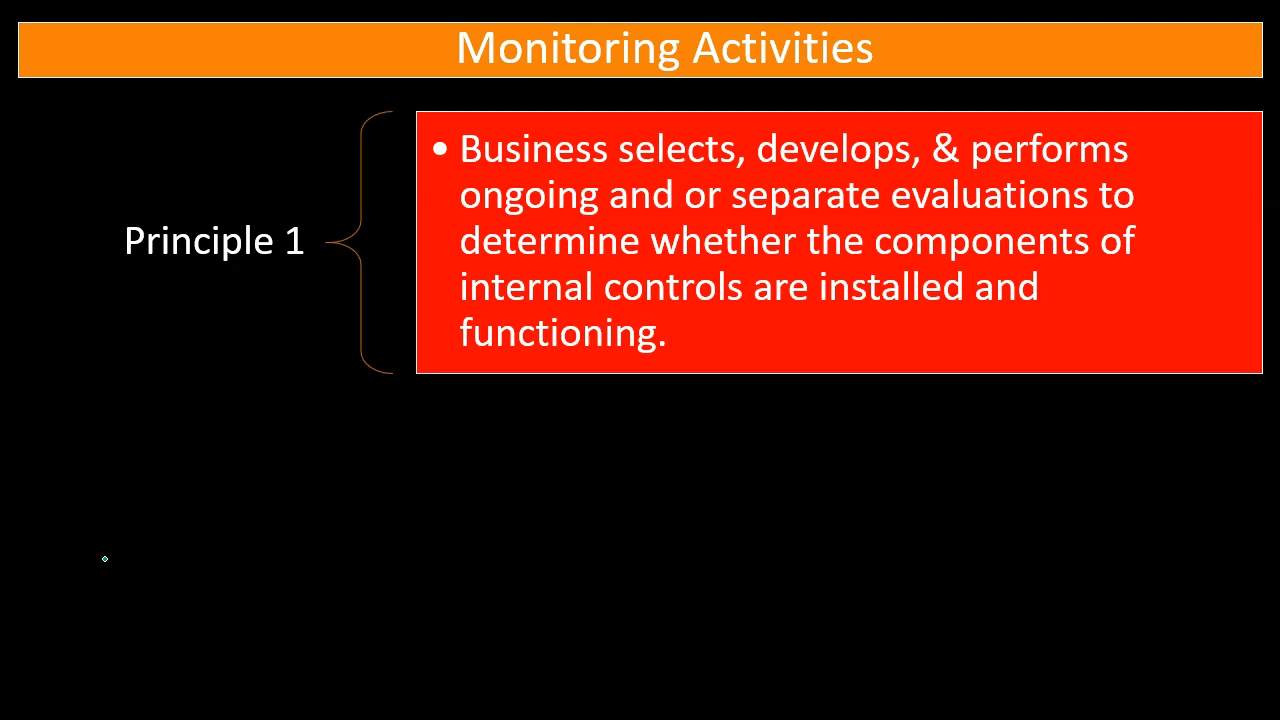 Monitoring Activities
Principle 1
• Business selects, develops, & performs
ongoing and or separate evaluations to
determine whether the components of
internal controls are installed and
functioning.